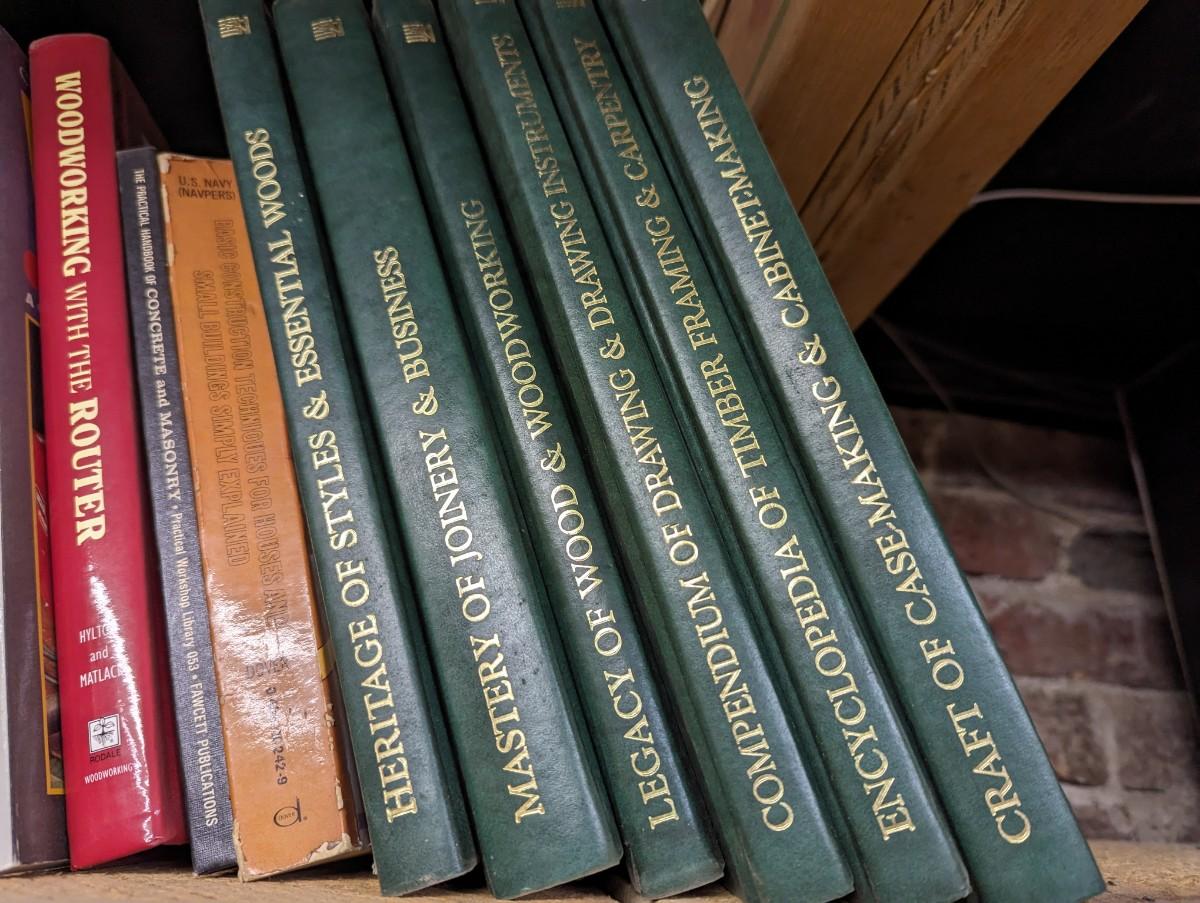 WOODWORKING WITH THE ROUTER
HYLTON
and
MATLACK
RODALE
WOODWORKING
THE PRACTICAL HANDBOOK OF CONCRETE and MASONRY • Practical Workshop Library 053 • FAWCETT PUBLICATIONS
U.S. NAVY
(NAVPERS)
BASIC CONSTRUCTION TECHNIQUES FOR HOUSES AND
SMALL BUILDINGS SIMPLY EXPLAINED
DOVER
242-9
DOVER
HERITAGE OF STYLES & ESSENTIAL WOODS
MASTERY OF JOINERY & BUSINESS
LEGACY OF WOOD & WOODWORKING
COMPENDIUM OF DRAWING & DRAWING INSTRUMENTS
ENCYCLOPEDIA OF TIMBER FRAMING & CARPENTRY
CRAFT OF CASE-MAKING & CABINET-MAKING